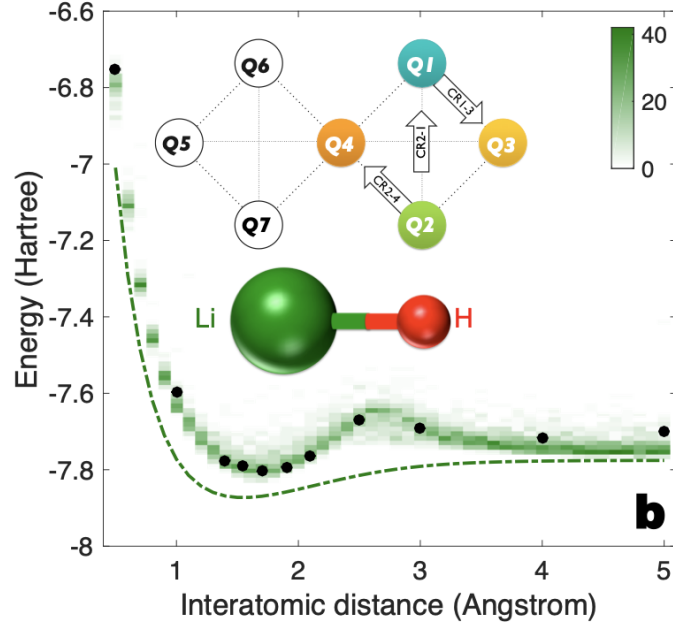 -6.6
-6.8
-7
-7.2
-7.4
-7.6
-7.8
-8
Energy (Hartree)
Q6
Q1
Q5
Q4
Q3
Q7
Q2
CR1-3
CR2-1
CR2-4
40
20
0
Li
H
b
1
2
3
4
5
Interatomic distance (Angstrom)